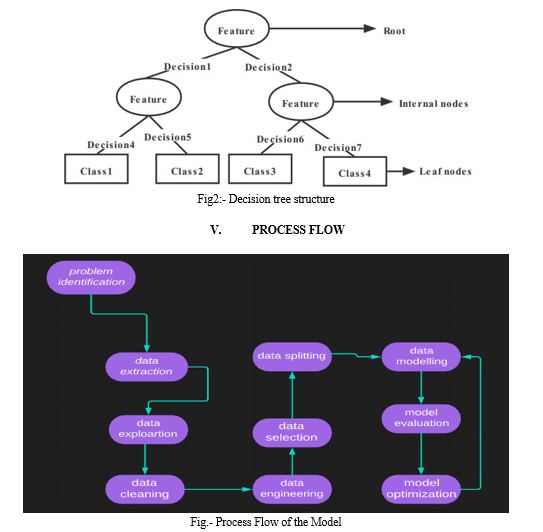 Feature
Root
Decision1
Decision2
Feature
Feature
Internal nodes
Decision4
Decision5
Decision6
Decision7
Class1
Class2
Class3
Class4
Leaf nodes
Fig2:- Decision tree structure
V. PROCESS FLOW
problem
identification
data
extraction
data
exploartion
data
cleaning
data
engineering
data
selection
data splitting
data
modelling
model
evaluation
model
optimization
Fig.- Process Flow of the Model